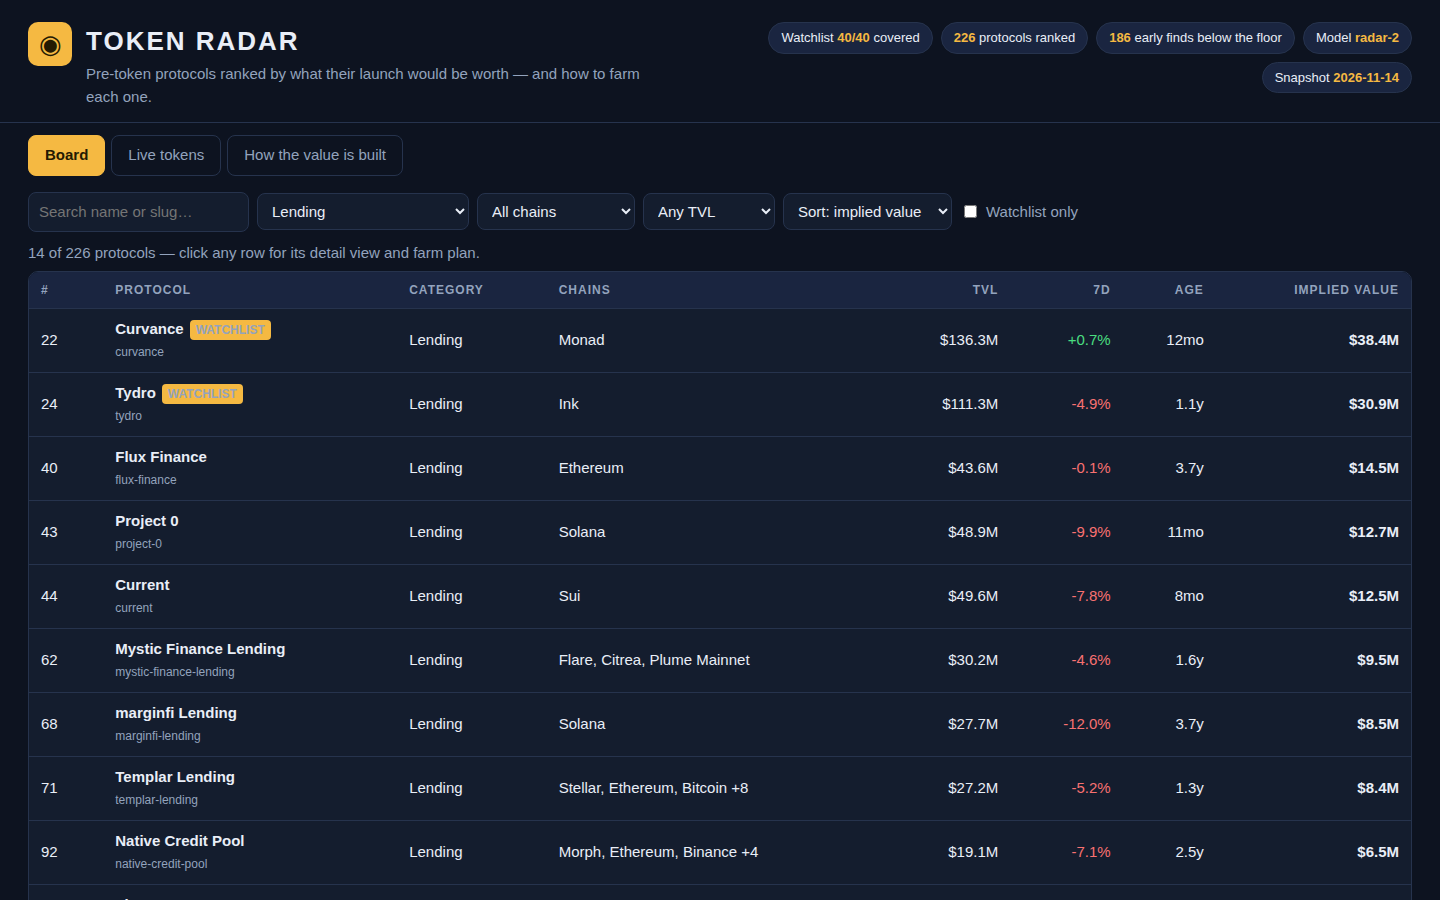 TOKEN RADAR
Pre-token protocols ranked by what their launch would be worth — and how to farm
each one.
Watchlist 40/40 covered
226 protocols ranked
186 early finds below the floor
Model radar-2
Snapshot 2026-11-14
Board
Live tokens
How the value is built
Search name or slug…
Lending
All chains
Any TVL
Sort: implied value
Watchlist only
14 of 226 protocols — click any row for its detail view and farm plan.
# PROTOCOL CATEGORY CHAINS TVL 7D AGE IMPLIED VALUE
22 Curvance WATCHLIST Lending Monad $136.3M +0.7% 12mo $38.4M
curvance
24 Tydro WATCHLIST Lending Ink $111.3M -4.9% 1.1y $30.9M
tydro
40 Flux Finance Lending Ethereum $43.6M -0.1% 3.7y $14.5M
flux-finance
43 Project 0 Lending Solana $48.9M -9.9% 11mo $12.7M
project-0
44 Current Lending Sui $49.6M -7.8% 8mo $12.5M
current
62 Mystic Finance Lending Lending Flare, Citrea, Plume Mainnet $30.2M -4.6% 1.6y $9.5M
mystic-finance-lending
68 marginfi Lending Lending Solana $27.7M -12.0% 3.7y $8.5M
marginfi-lending
71 Templar Lending Lending Stellar, Ethereum, Bitcoin +8 $27.2M -5.2% 1.3y $8.4M
templar-lending
92 Native Credit Pool Lending Morph, Ethereum, Binance +4 $19.1M -7.1% 2.5y $6.5M
native-credit-pool